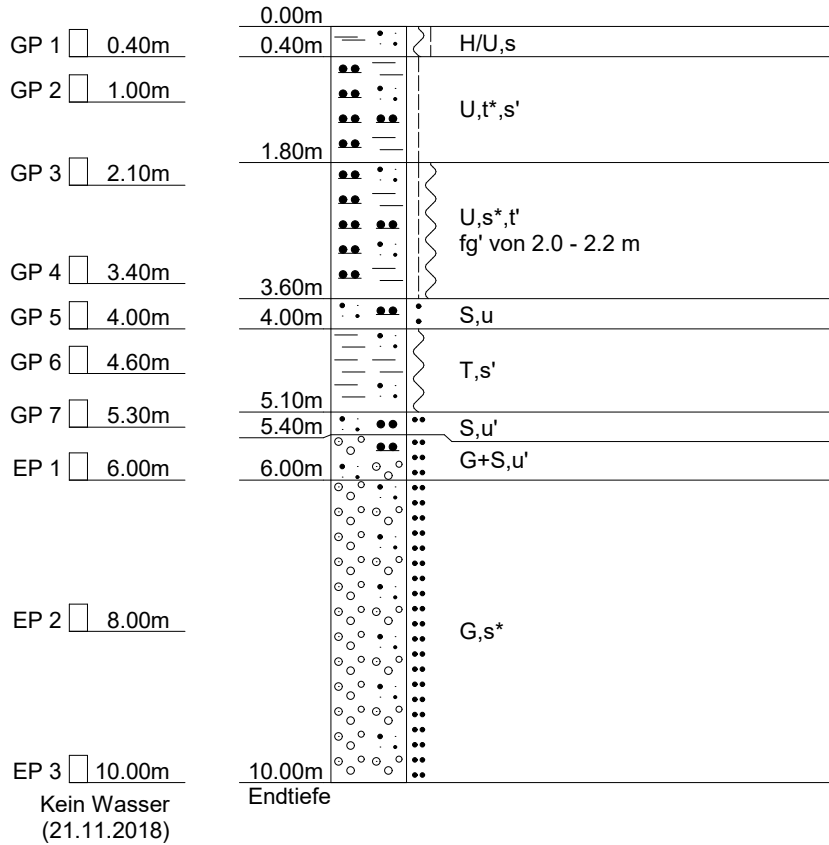 0.00m
GP 1 0.40m 0.40m H/U,s
GP 2 1.00m U,t*,s'
1.80m
GP 3 2.10m
U,s*,t'
fg' von 2.0 - 2.2 m
GP 4 3.40m
3.60m
GP 5 4.00m 4.00m S,u
GP 6 4.60m T,s'
5.10m
GP 7 5.30m 5.40m S,u'
EP 1 6.00m 6.00m G+S,u'
EP 2 8.00m G,s*
EP 3 10.00m 10.00m
Kein Wasser Endtiefe
(21.11.2018)